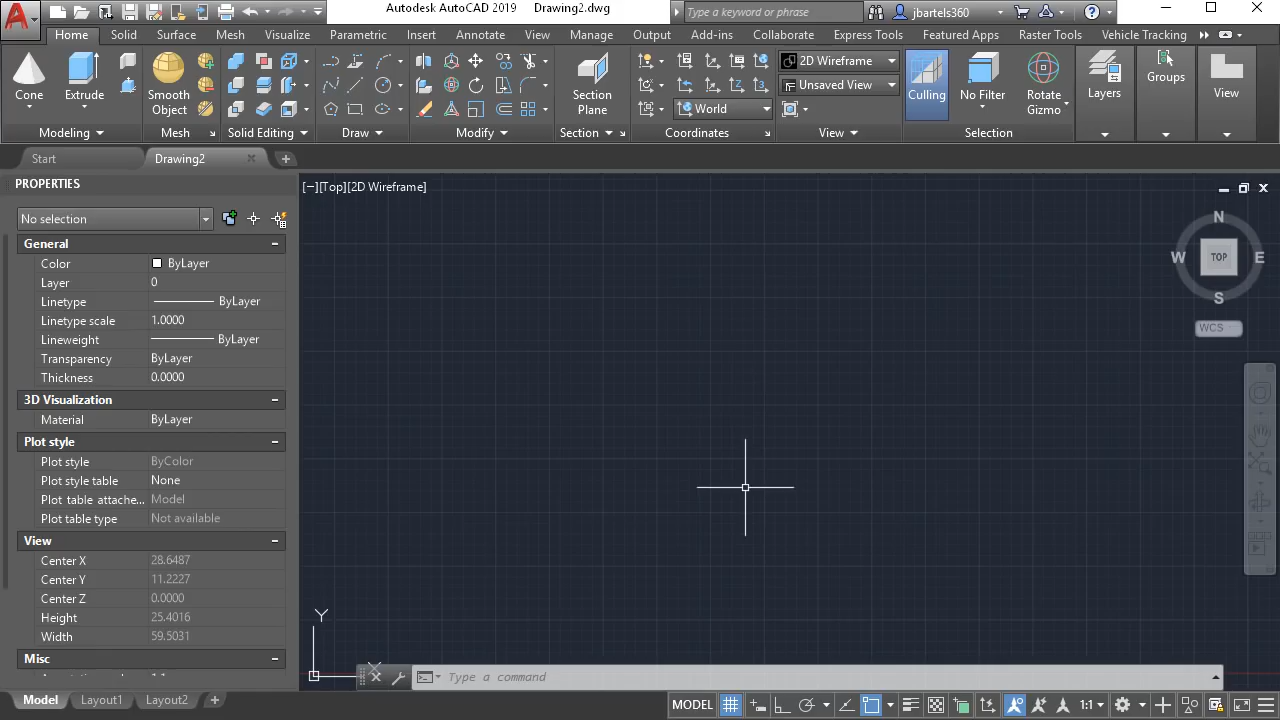 Autodesk AutoCAD 2019 Drawing2.dwg
Type a keyword or phrase
jbartels360
Home Solid Surface Mesh Visualize Parametric Insert Annotate View Manage Output Add-ins Collaborate Express Tools Featured Apps Raster Tools Vehicle Tracking
Cone
Extrude
Smooth
Object
Section
Plane
World
2D Wireframe
Unsaved View
Culling
No Filter
Rotate
Gizmo
Layers
Groups
View
Modeling Mesh Solid Editing Draw Modify Section Coordinates View Selection
Start Drawing2
PROPERTIES
[−][Top][2D Wireframe]
No selection
General
Color ByLayer
Layer 0
Linetype ByLayer
Linetype scale 1.0000
Lineweight ByLayer
Transparency ByLayer
Thickness 0.0000
3D Visualization
Material ByLayer
Plot style
Plot style ByColor
Plot style table None
Plot table attache... Model
Plot table type Not available
View
Center X 28.6487
Center Y 11.2227
Center Z 0.0000
Height 25.4016
Width 59.5031
Misc
N
W TOP E
S
WCS
Y
X
Type a command
Model Layout1 Layout2
MODEL 1:1